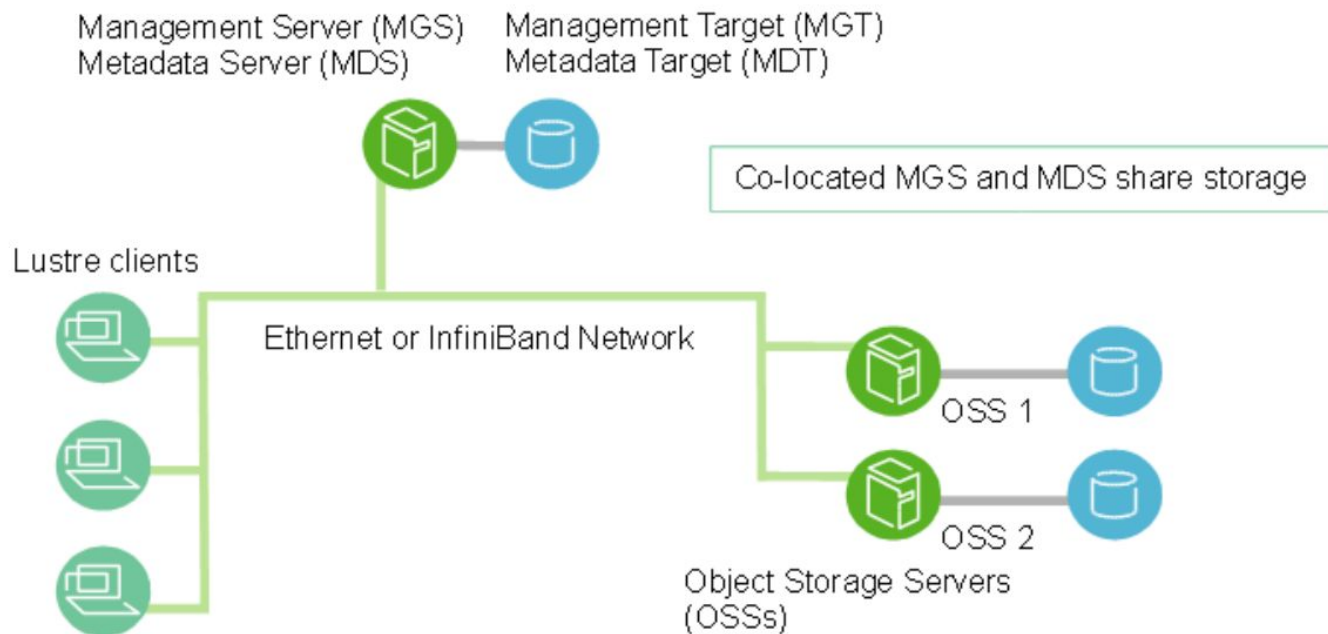 Management Server (MGS)
Metadata Server (MDS)
Management Target (MGT)
Metadata Target (MDT)
Co-located MGS and MDS share storage
Lustre clients
Ethernet or InfiniBand Network
OSS 1
OSS 2
Object Storage Servers
(OSSs)